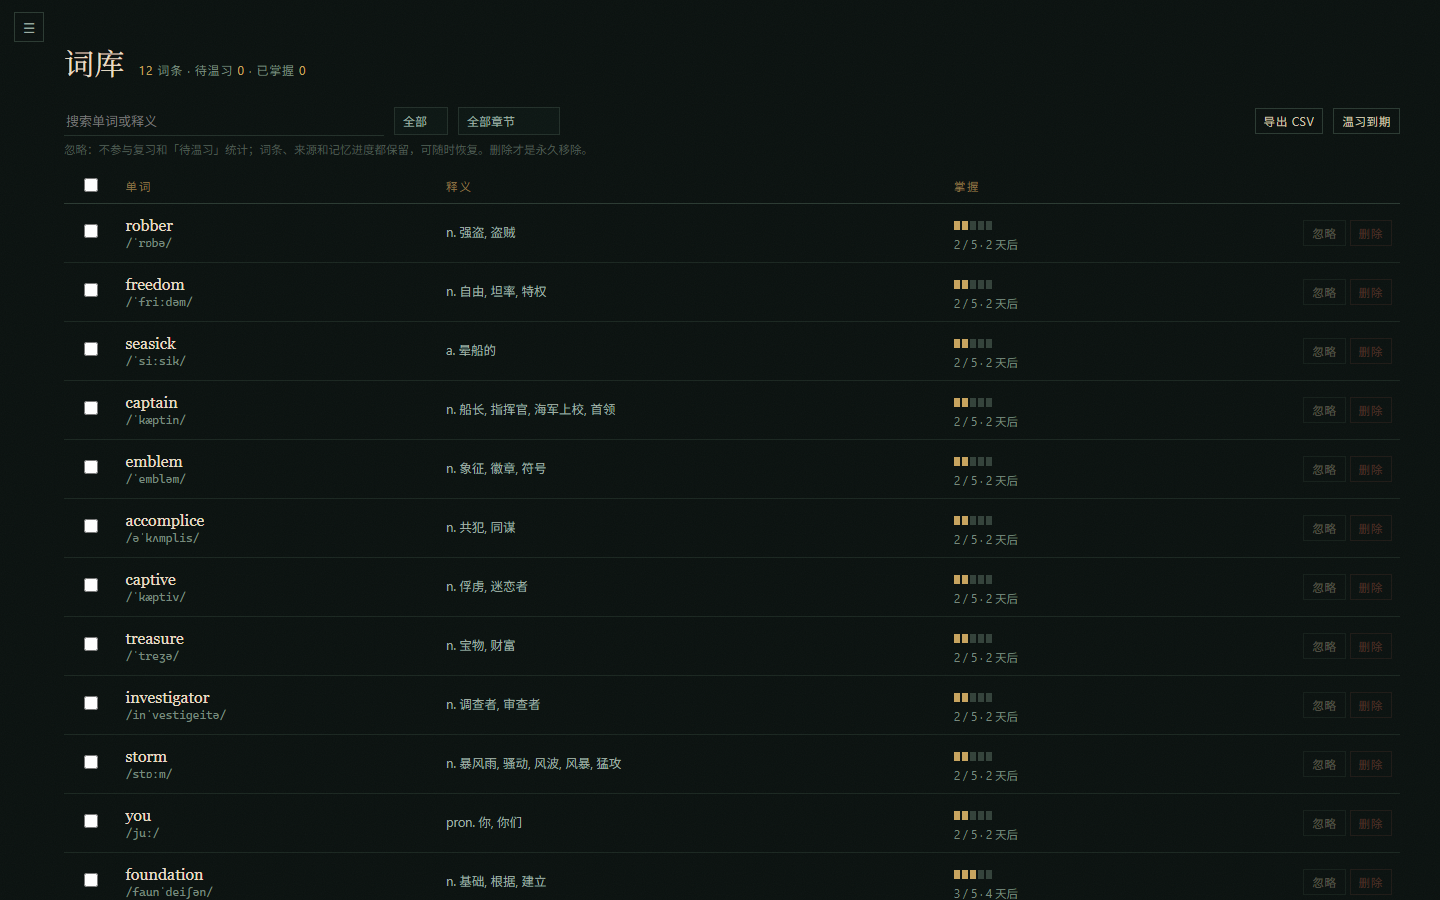 ☰
词库 12 词条 · 待温习 0 · 已掌握 0
搜索单词或释义 全部 全部章节 导出 CSV 温习到期
忽略：不参与复习和「待温习」统计；词条、来源和记忆进度都保留，可随时恢复。删除才是永久移除。
单词 释义 掌握
robber
/ˈrɒbə/
n. 强盗, 盗贼
2 / 5 · 2 天后
忽略 删除
freedom
/ˈfriːdəm/
n. 自由, 坦率, 特权
2 / 5 · 2 天后
忽略 删除
seasick
/ˈsiːsik/
a. 晕船的
2 / 5 · 2 天后
忽略 删除
captain
/ˈkæptin/
n. 船长, 指挥官, 海军上校, 首领
2 / 5 · 2 天后
忽略 删除
emblem
/ˈembləm/
n. 象征, 徽章, 符号
2 / 5 · 2 天后
忽略 删除
accomplice
/əˈkʌmplis/
n. 共犯, 同谋
2 / 5 · 2 天后
忽略 删除
captive
/ˈkæptiv/
n. 俘虏, 迷恋者
2 / 5 · 2 天后
忽略 删除
treasure
/ˈtreʒə/
n. 宝物, 财富
2 / 5 · 2 天后
忽略 删除
investigator
/inˈvestigeitə/
n. 调查者, 审查者
2 / 5 · 2 天后
忽略 删除
storm
/stɒːm/
n. 暴风雨, 骚动, 风波, 风暴, 猛攻
2 / 5 · 2 天后
忽略 删除
you
/juː/
pron. 你, 你们
2 / 5 · 2 天后
忽略 删除
foundation
/faunˈdeiʃən/
n. 基础, 根据, 建立
3 / 5 · 4 天后
忽略 删除